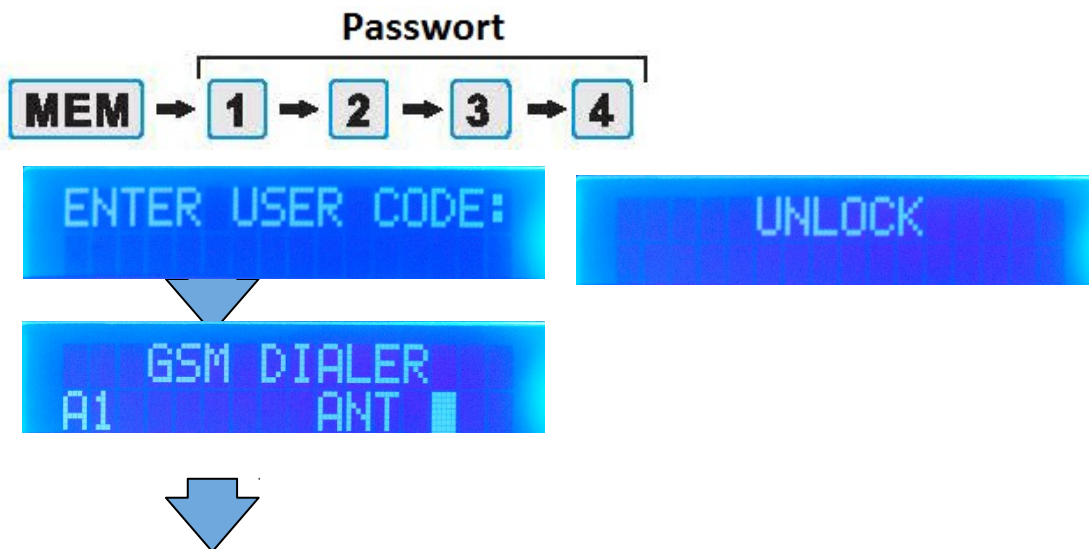 Passwort
MEM 1 2 3 4
ENTER USER CODE:
UNLOCK
GSM DIALER
A1 ANT